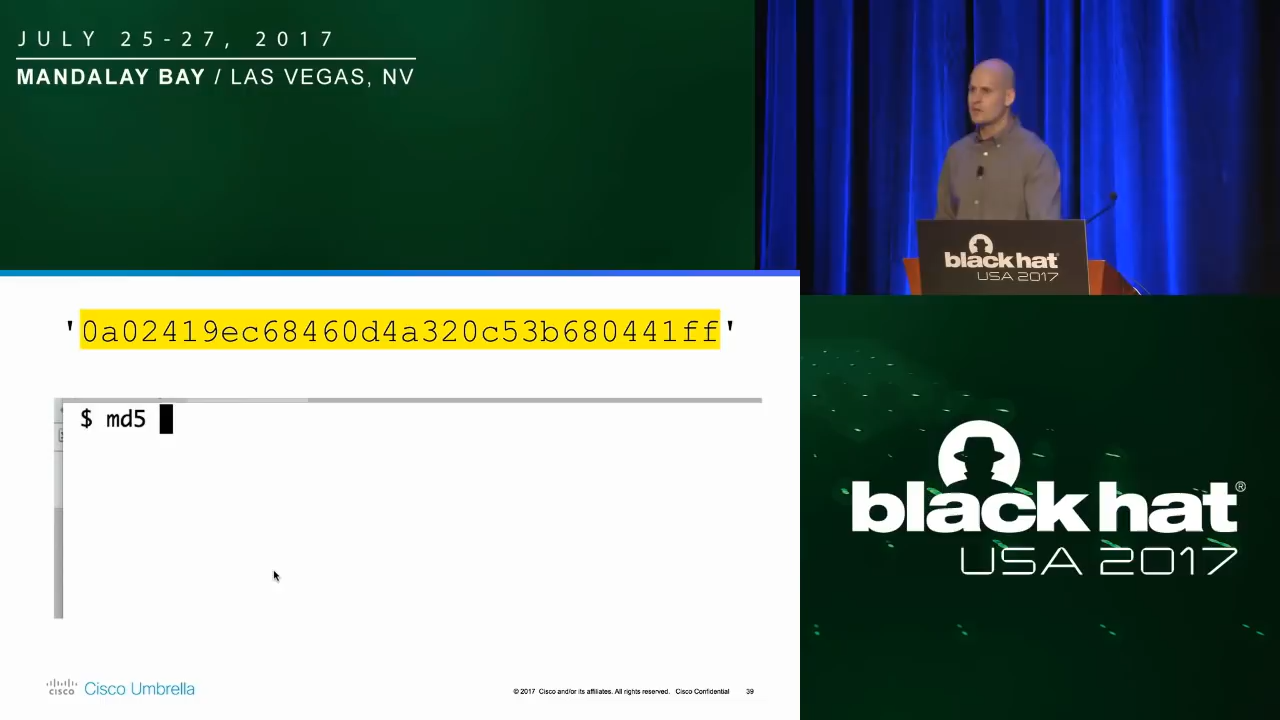 JULY 25-27, 2017
MANDALAY BAY / LAS VEGAS, NV
black hat
USA 2017
'0a02419ec68460d4a320c53b680441ff'
$ md5
black hat®
USA 2017
cisco Cisco Umbrella
© 2017 Cisco and/or its affiliates. All rights reserved. Cisco Confidential 39